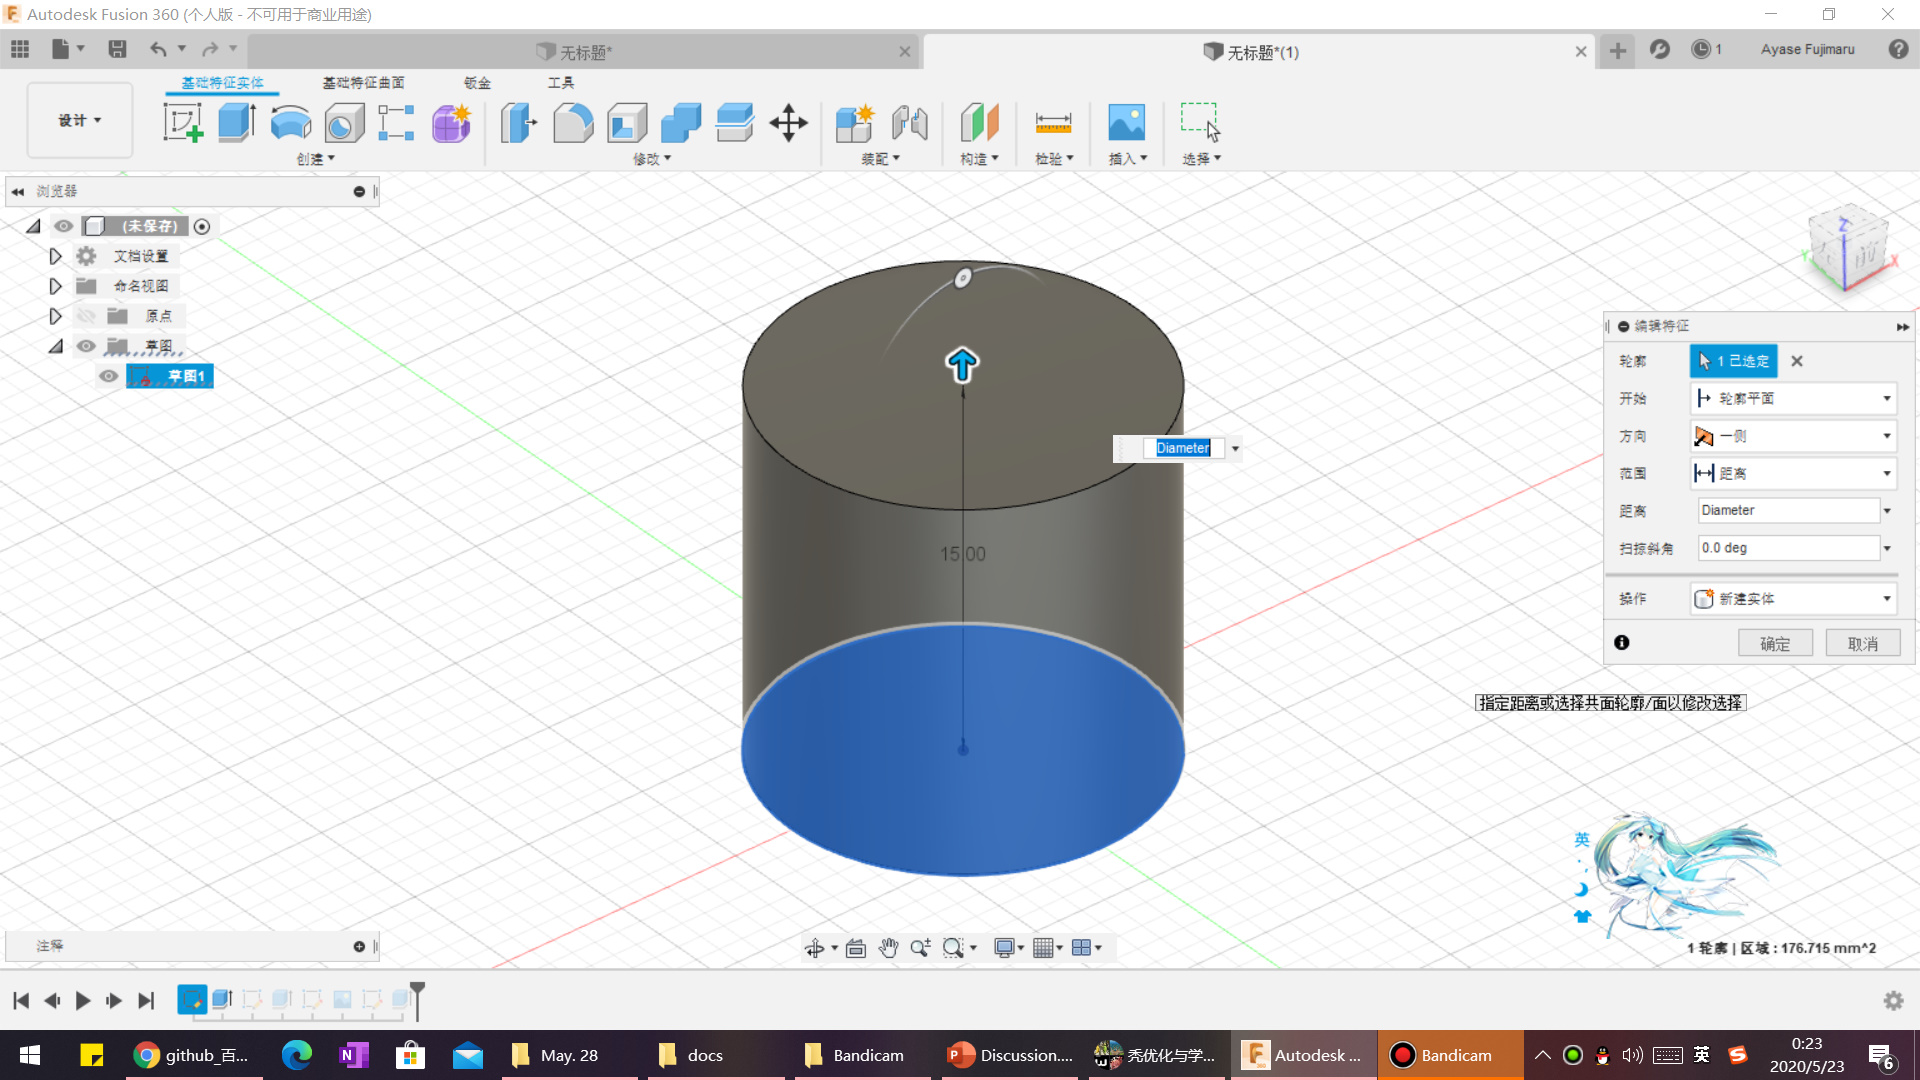 Autodesk Fusion 360 (个人版 - 不可用于商业用途)
无标题*
无标题*(1)
1
Ayase Fujimaru
基础特征实体
基础特征曲面
钣金
工具
设计
创建
修改
装配
构造
检验
插入
选择
浏览器
(未保存)
文档设置
命名视图
原点
草图
草图1
Z
X
Y
前
15.00
Diameter
编辑特征
轮廓
1 已选定
开始
轮廓平面
方向
一侧
范围
距离
距离
Diameter
扫掠斜角
0.0 deg
操作
新建实体
确定
取消
指定距离或选择共面轮廓/面以修改选择
英
注释
1 轮廓 | 区域 : 176.715 mm^2
github_百...
May. 28
docs
Bandicam
Discussion....
秃优化与学...
Autodesk ...
Bandicam
英
0:23
2020/5/23
6